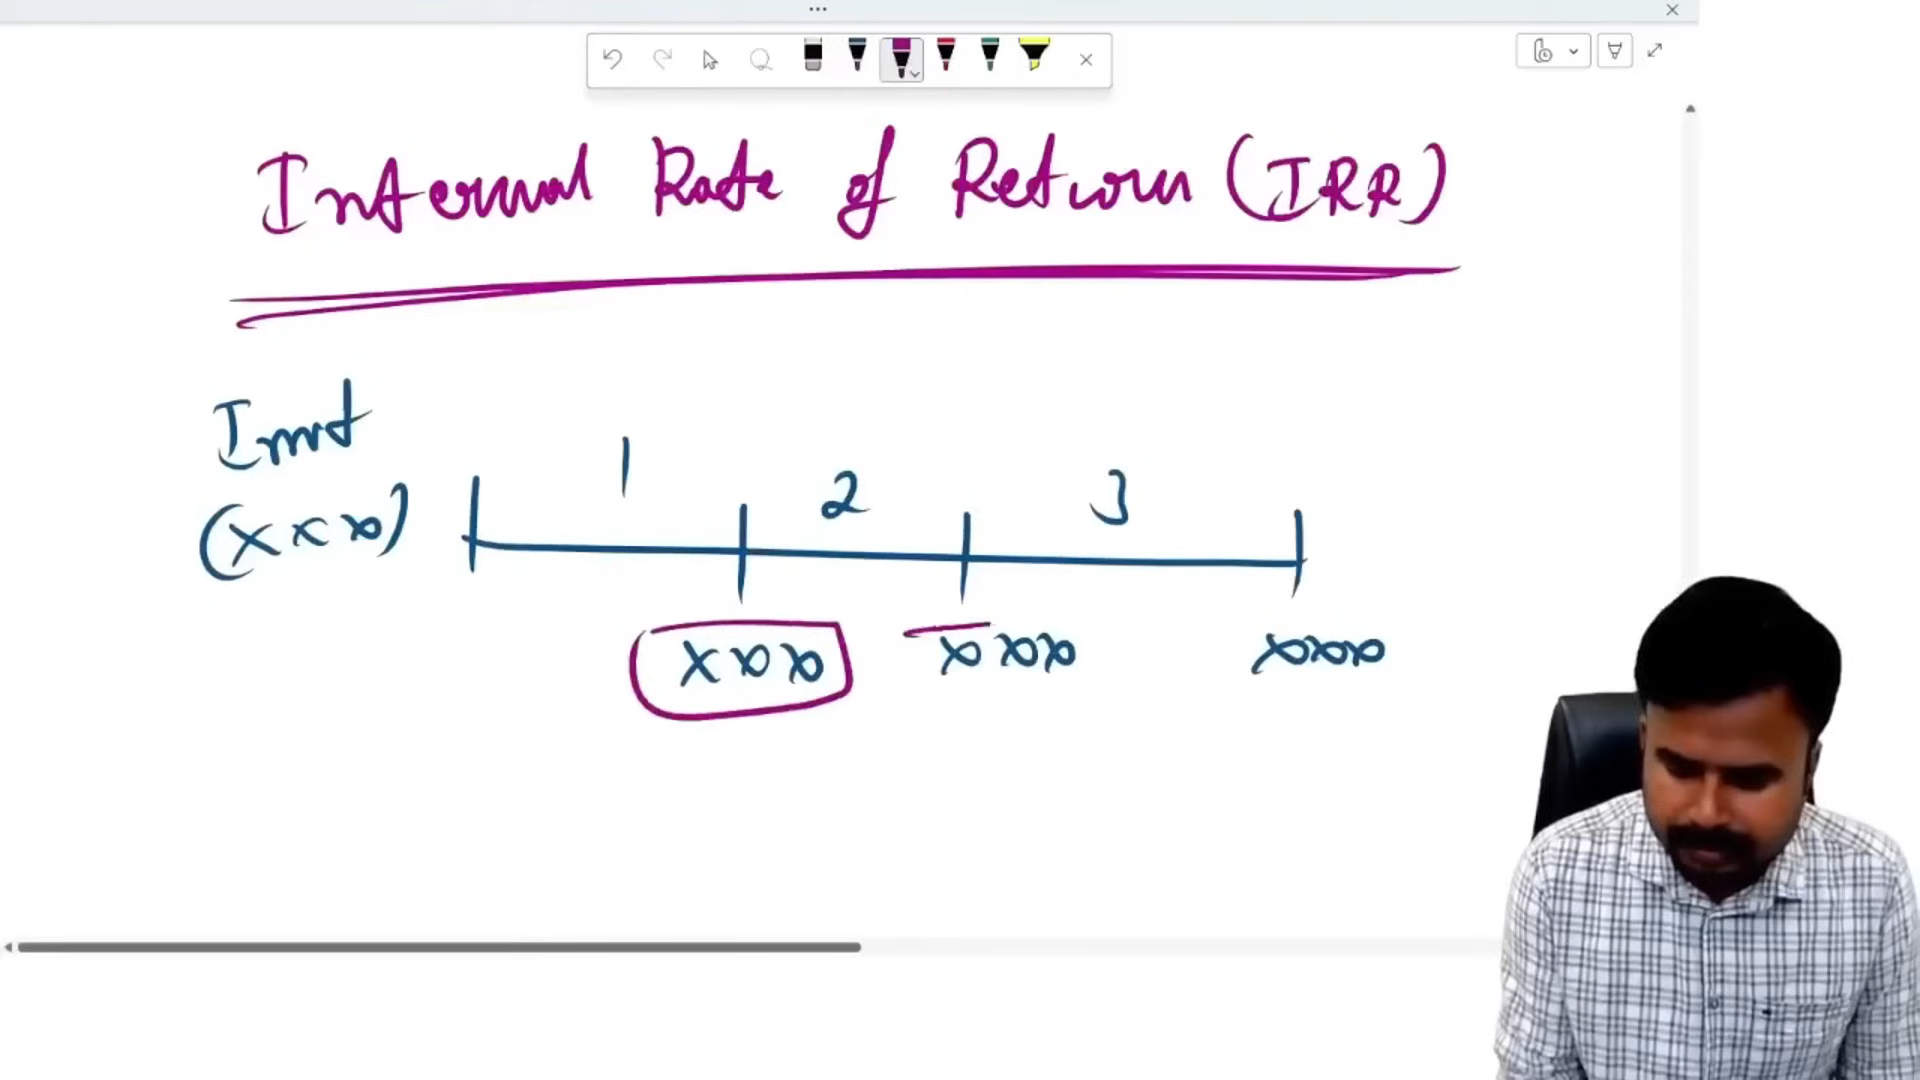 Internal Rate of Return (IRR)
Invt
1
2
3
(xxx)
xxx
xxx
xxx